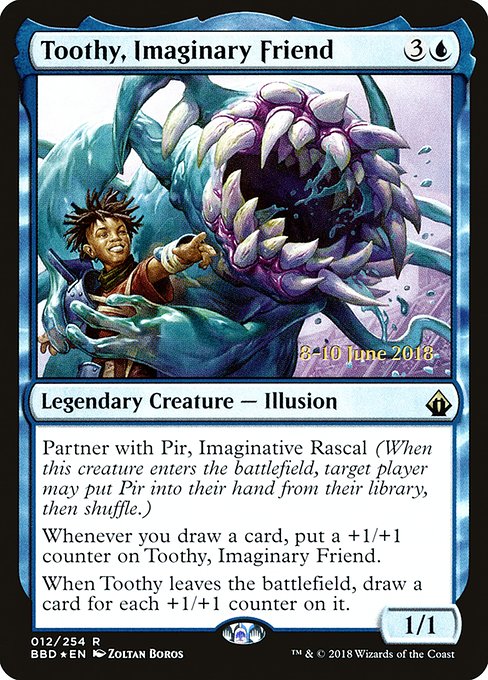 Toothy, Imaginary Friend 3
8-10 June 2018
Legendary Creature — Illusion
Partner with Pir, Imaginative Rascal (When
this creature enters the battlefield, target player
may put Pir into their hand from their library,
then shuffle.)
Whenever you draw a card, put a +1/+1
counter on Toothy, Imaginary Friend.
When Toothy leaves the battlefield, draw a
card for each +1/+1 counter on it.
1/1
012/254 R
BBD ★ EN Zoltan Boros
™ & © 2018 Wizards of the Coast